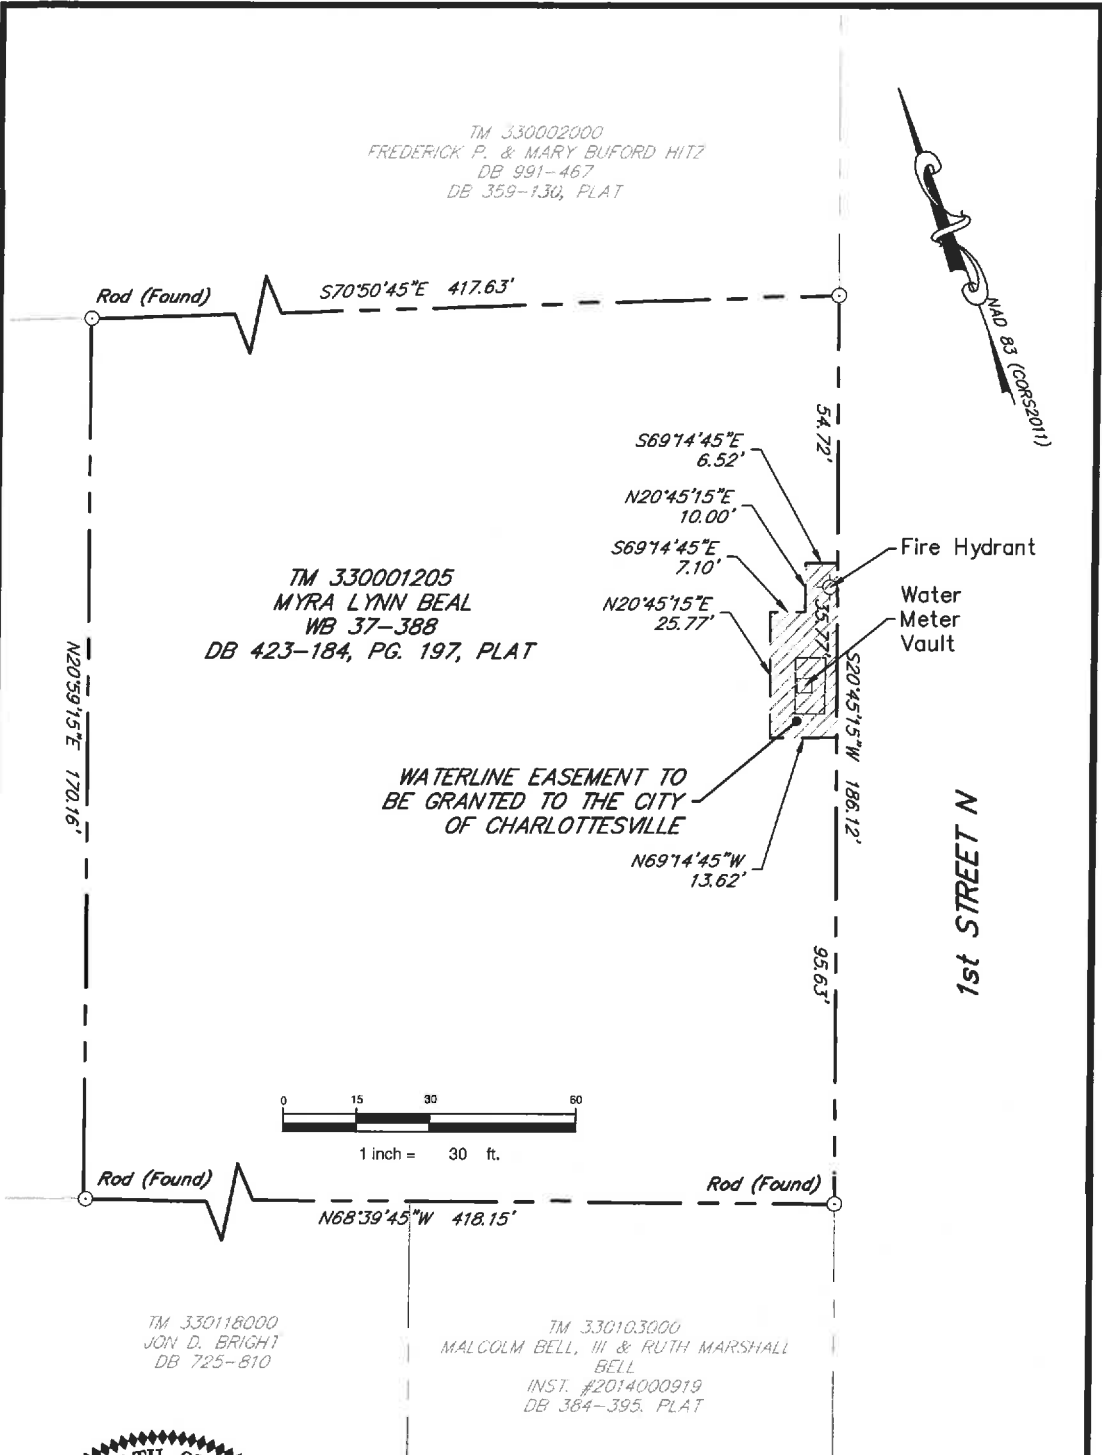 TM 330002000
FREDERICK P. & MARY BUFORD HITZ
DB 991-467
DB 359-130, PLAT
Rod (Found)
S70°50'45"E 417.63'
NAD 83 (CORS2011)
54.72'
S69°14'45"E
6.52'
N20°45'15"E
10.00'
S69°14'45"E
7.10'
N20°45'15"E
25.77'
Fire Hydrant
Water
Meter
Vault
35.77'
TM 330001205
MYRA LYNN BEAL
WB 37-388
DB 423-184, PG. 197, PLAT
N20°59'15"E 170.16'
S20°45'15"W 186.12'
WATERLINE EASEMENT TO
BE GRANTED TO THE CITY
OF CHARLOTTESVILLE
N69°14'45"W
13.62'
1st STREET N
95.63'
0 15 30 60
1 inch = 30 ft.
Rod (Found)
Rod (Found)
N68°39'45"W 418.15'
TM 330118000
JON D. BRIGHT
DB 725-810
TM 330103000
MALCOLM BELL, III & RUTH MARSHALL
BELL
INST. #2014000919
DB 384-395. PLAT